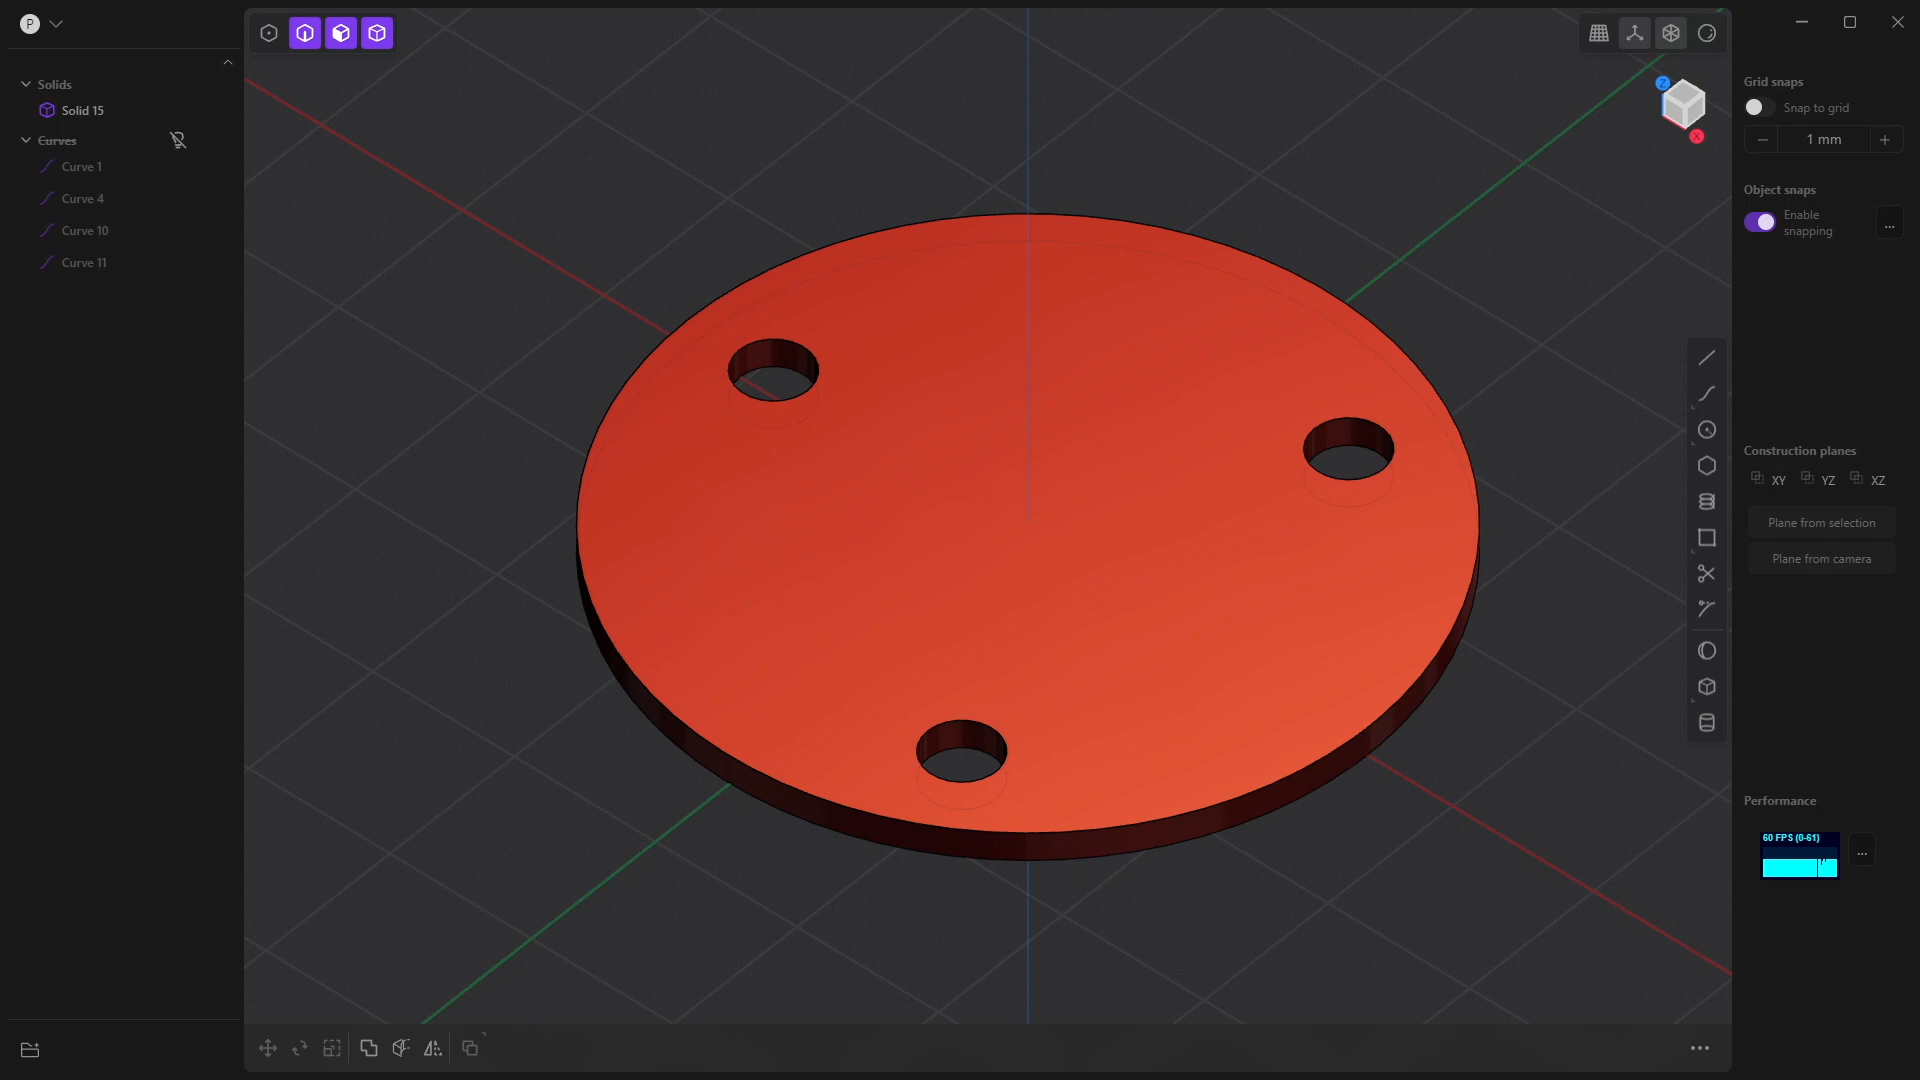 P
Solids
Solid 15
Curves
Curve 1
Curve 4
Curve 10
Curve 11
Z
X
Grid snaps
Snap to grid
1 mm
Object snaps
Enable
snapping
...
Construction planes
XY YZ XZ
Plane from selection
Plane from camera
Performance
60 FPS (0-61)
...